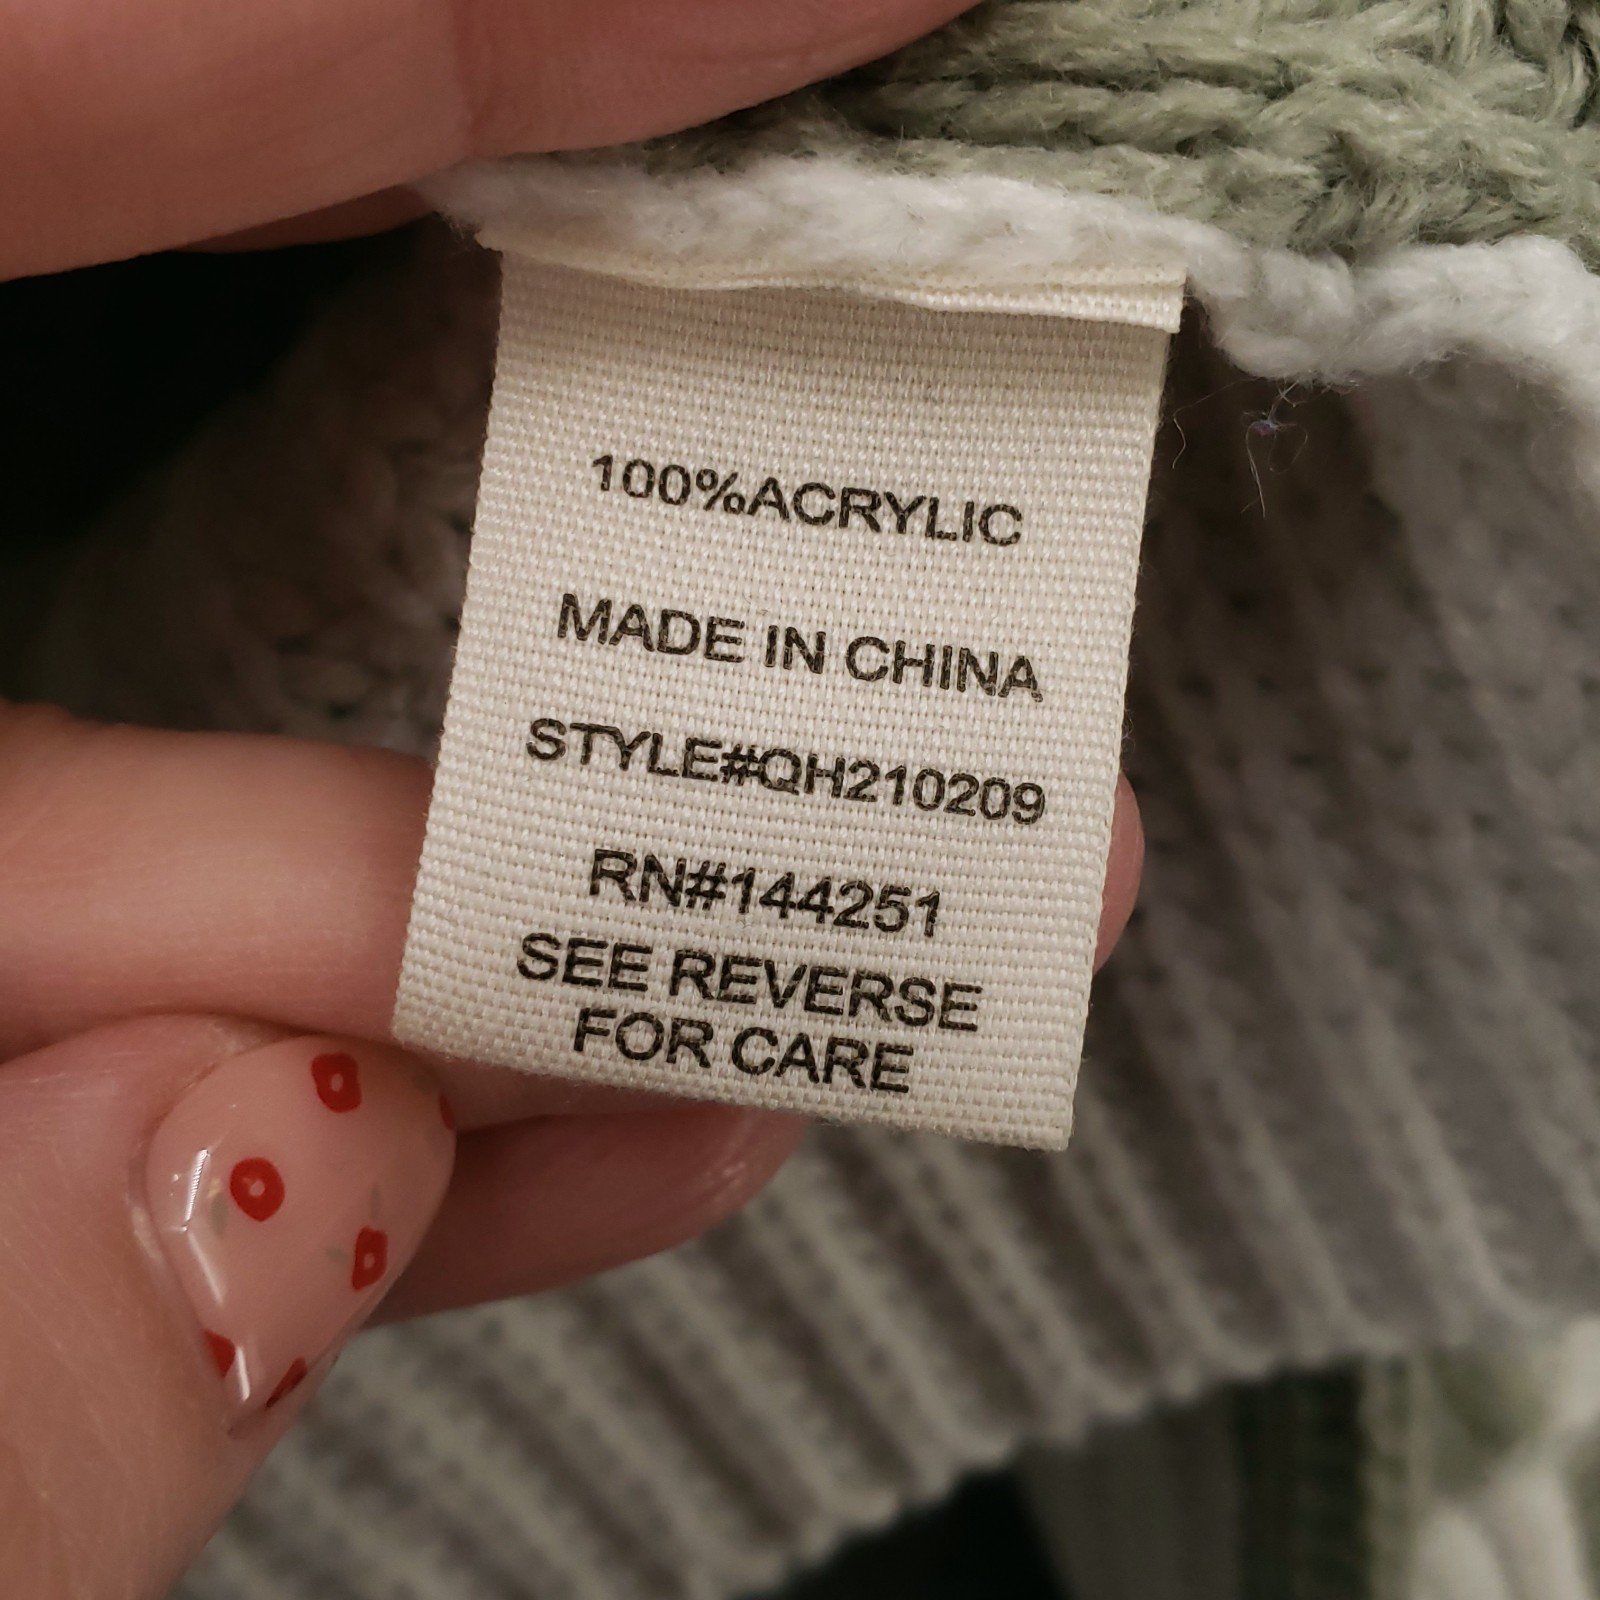 100%ACRYLIC
MADE IN CHINA
STYLE#QH210209
RN#144251
SEE REVERSE
FOR CARE